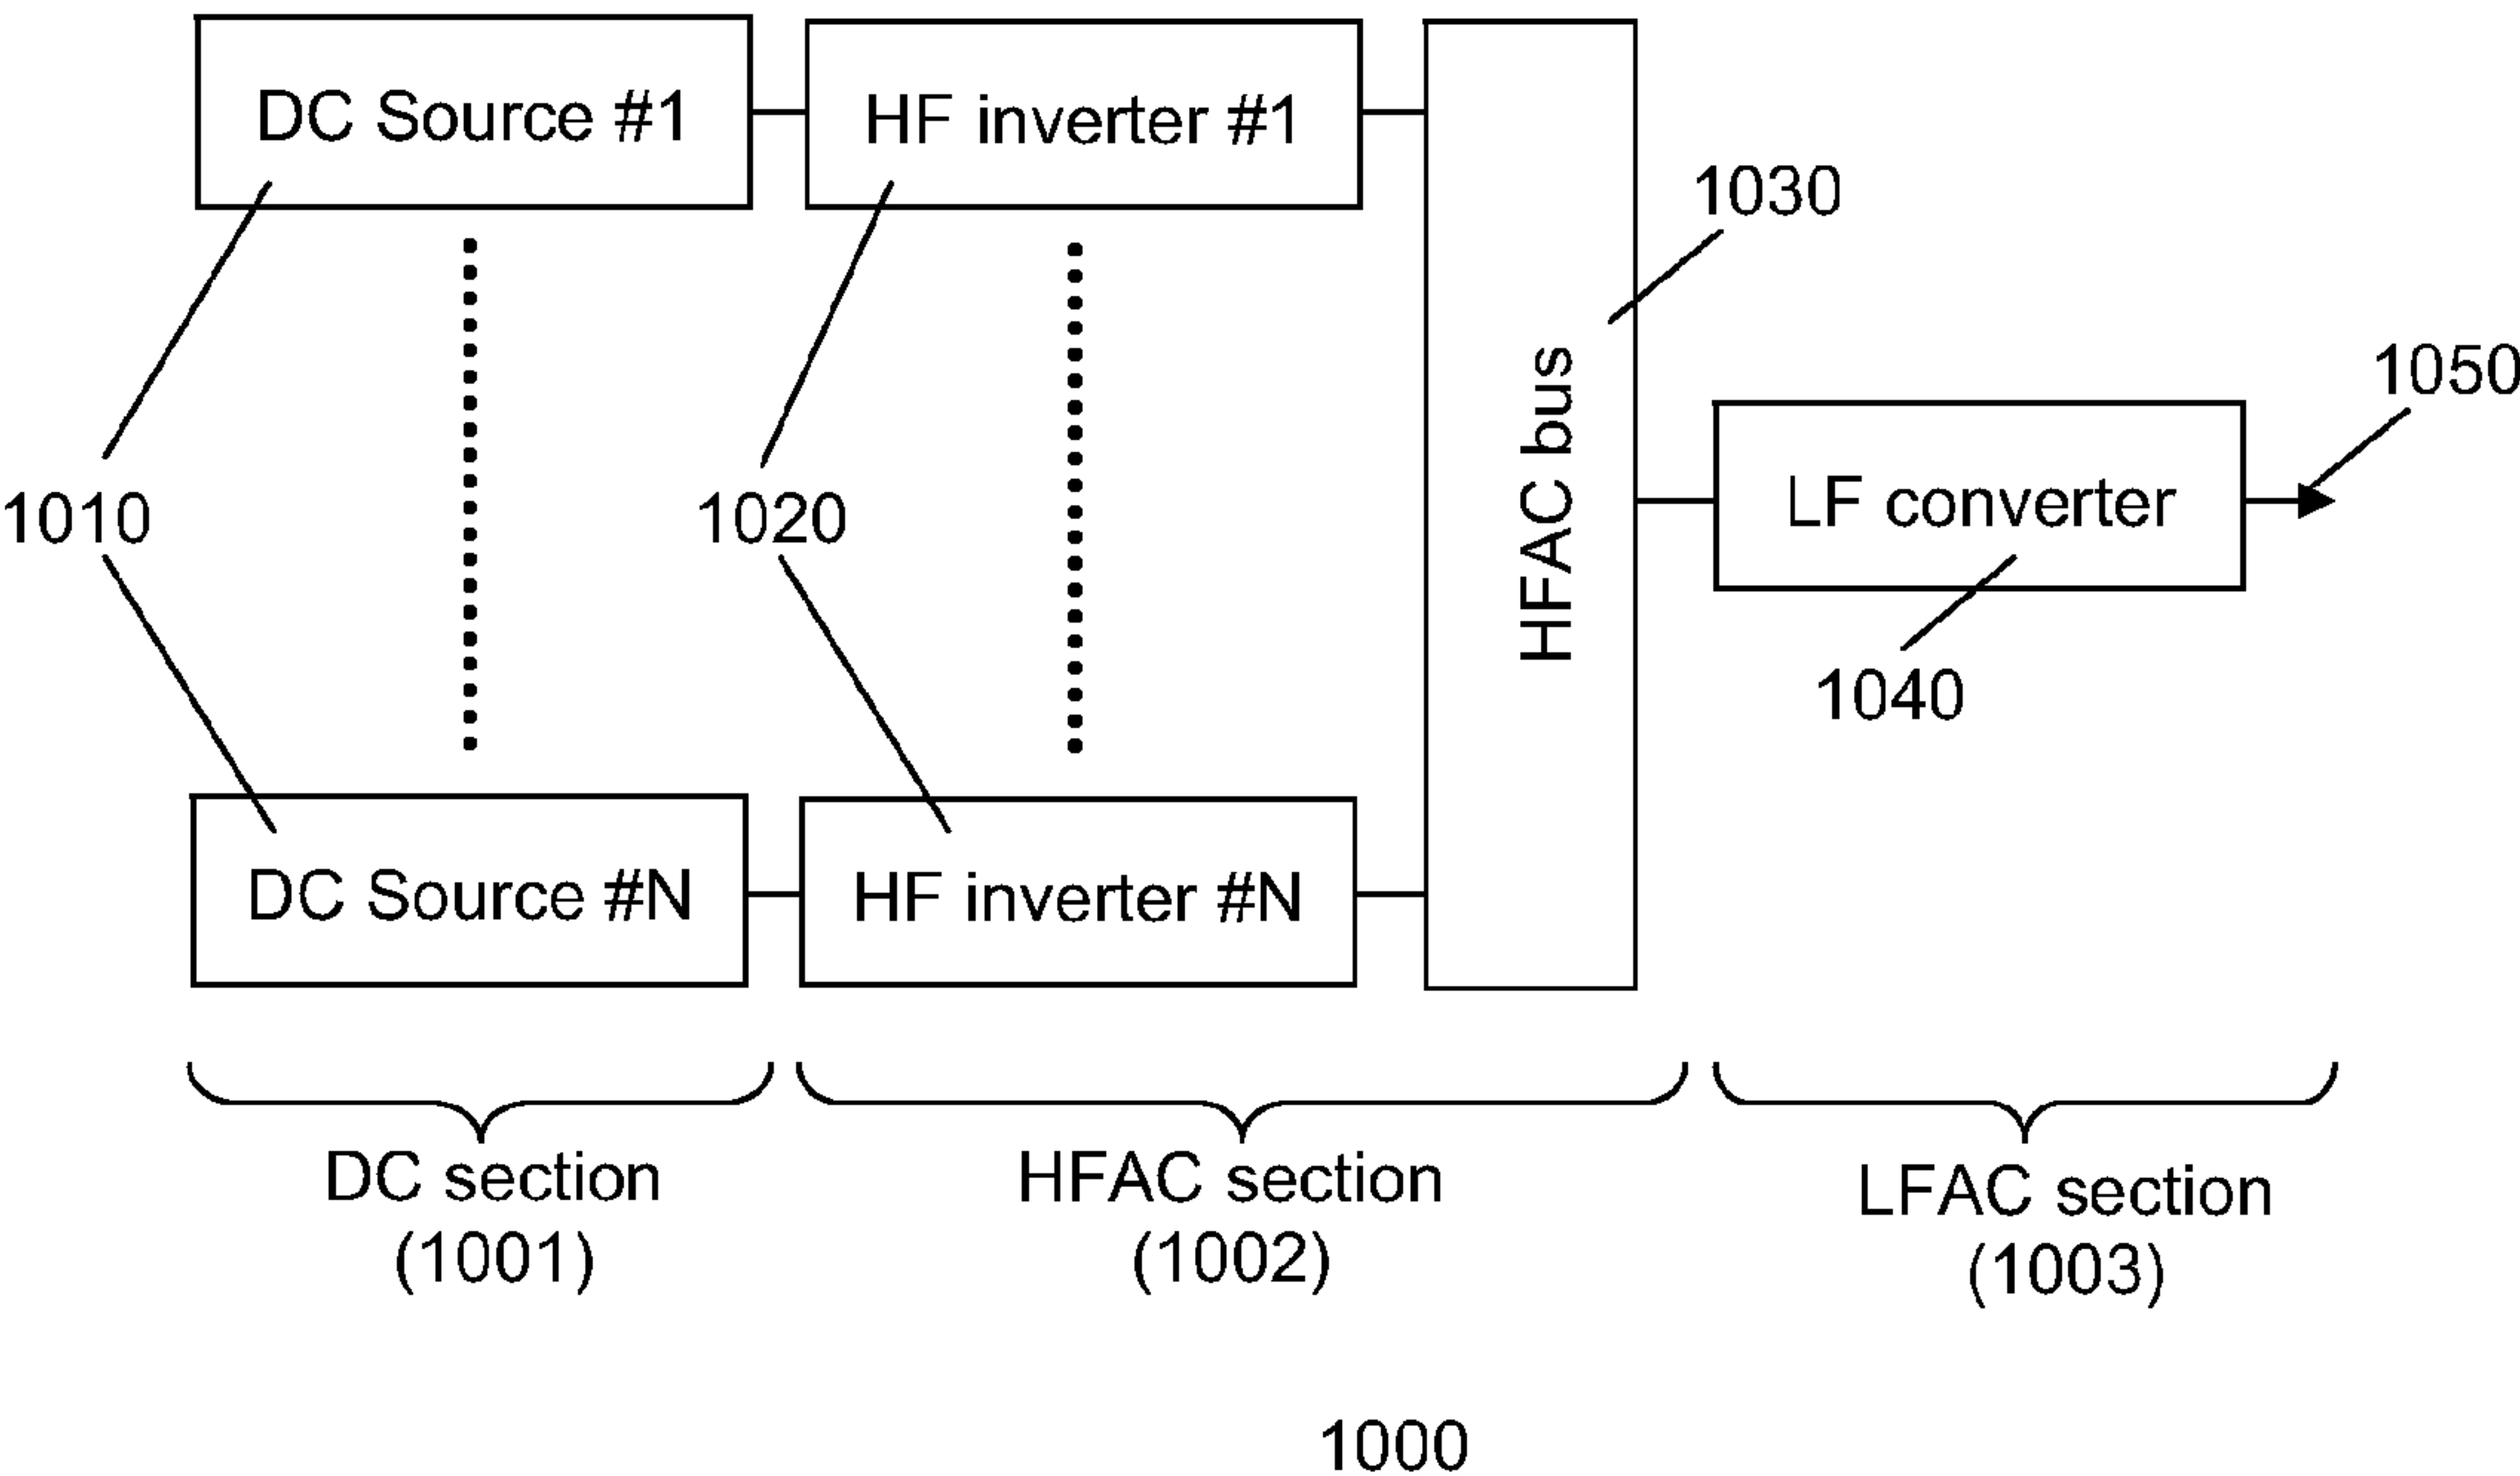 DC Source #1
HF inverter #1
1030
1050
HFAC bus
LF converter
1010
1020
1040
DC Source #N
HF inverter #N
DC section
(1001)
HFAC section
(1002)
LFAC section
(1003)
1000